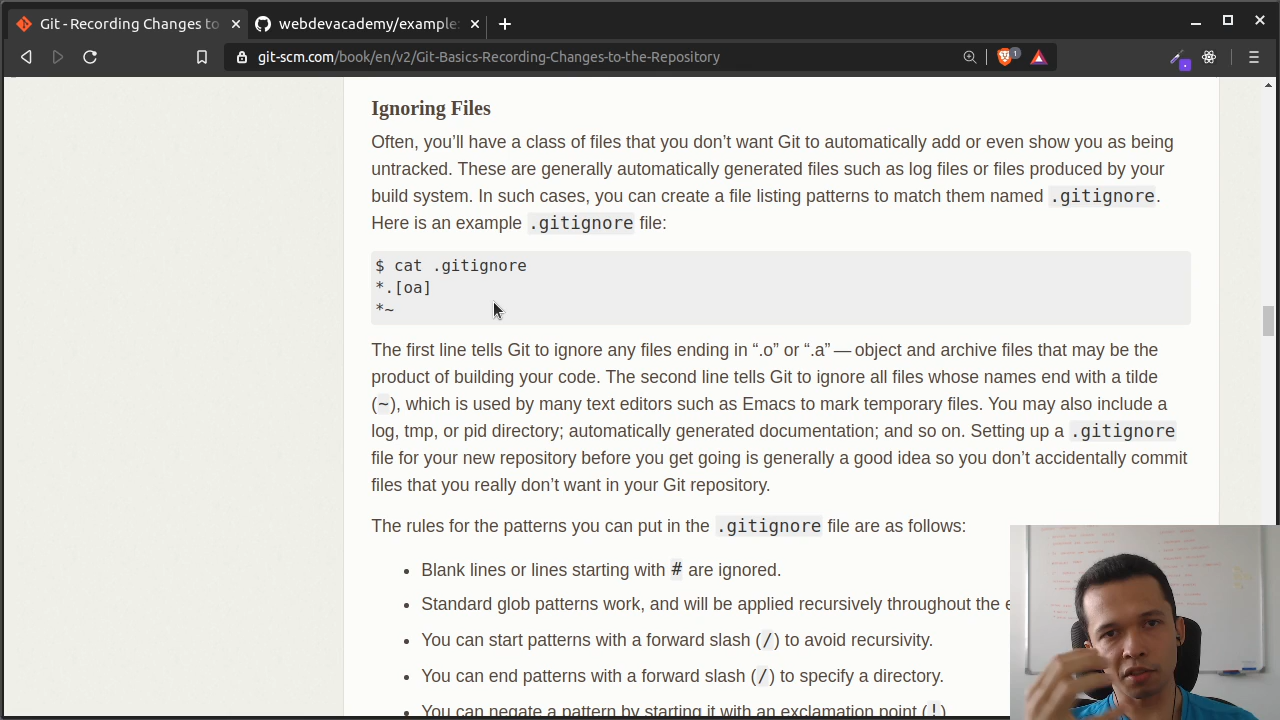 Git - Recording Changes to
webdevacademy/example
git-scm.com/book/en/v2/Git-Basics-Recording-Changes-to-the-Repository
1
Ignoring Files
Often, you’ll have a class of files that you don’t want Git to automatically add or even show you as being
untracked. These are generally automatically generated files such as log files or files produced by your
build system. In such cases, you can create a file listing patterns to match them named .gitignore.
Here is an example .gitignore file:
$ cat .gitignore
*.[oa]
*~
The first line tells Git to ignore any files ending in “.o” or “.a” — object and archive files that may be the
product of building your code. The second line tells Git to ignore all files whose names end with a tilde
(~), which is used by many text editors such as Emacs to mark temporary files. You may also include a
log, tmp, or pid directory; automatically generated documentation; and so on. Setting up a .gitignore
file for your new repository before you get going is generally a good idea so you don’t accidentally commit
files that you really don’t want in your Git repository.
The rules for the patterns you can put in the .gitignore file are as follows:
• Blank lines or lines starting with # are ignored.
• Standard glob patterns work, and will be applied recursively throughout the e
• You can start patterns with a forward slash (/) to avoid recursivity.
• You can end patterns with a forward slash (/) to specify a directory.
• You can negate a pattern by starting it with an exclamation point (!)